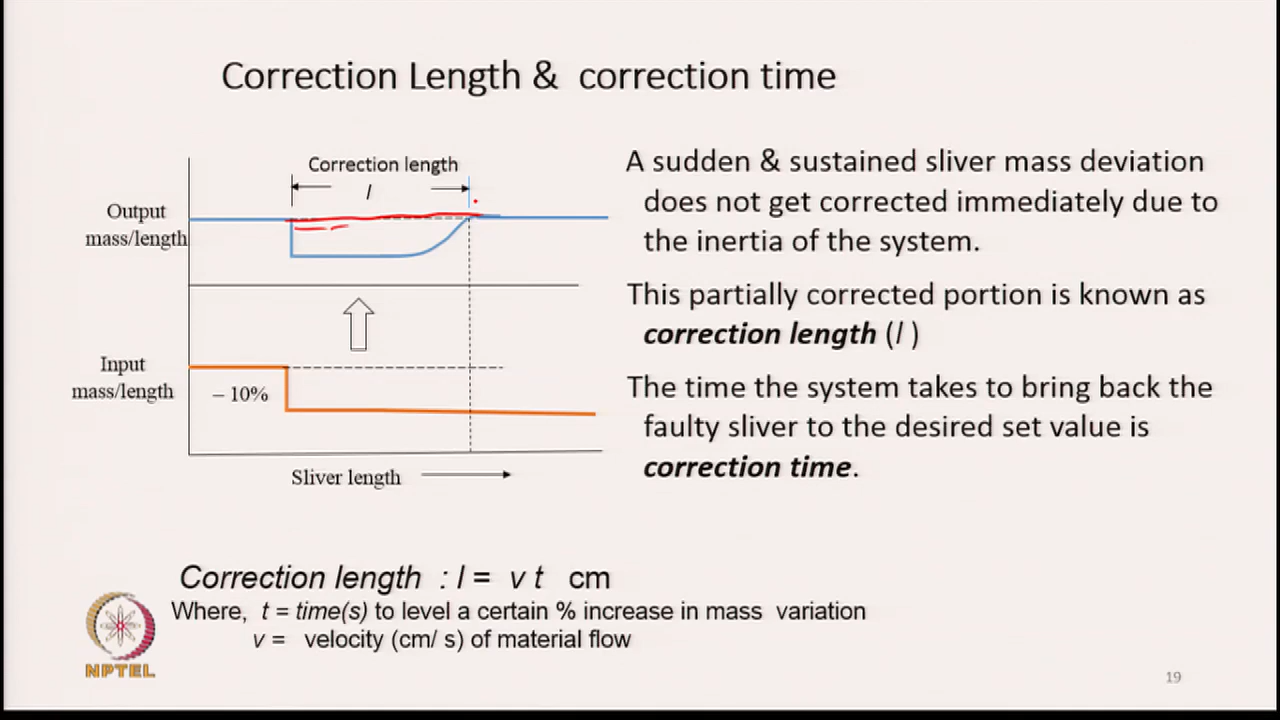 Correction Length & correction time
Correction length
l
Output
mass/length
Input
mass/length
– 10%
Sliver length
A sudden & sustained sliver mass deviation
does not get corrected immediately due to
the inertia of the system.
This partially corrected portion is known as
correction length (l )
The time the system takes to bring back the
faulty sliver to the desired set value is
correction time.
Correction length : l = v t cm
Where, t = time(s) to level a certain % increase in mass variation
v = velocity (cm/ s) of material flow
NPTEL
19